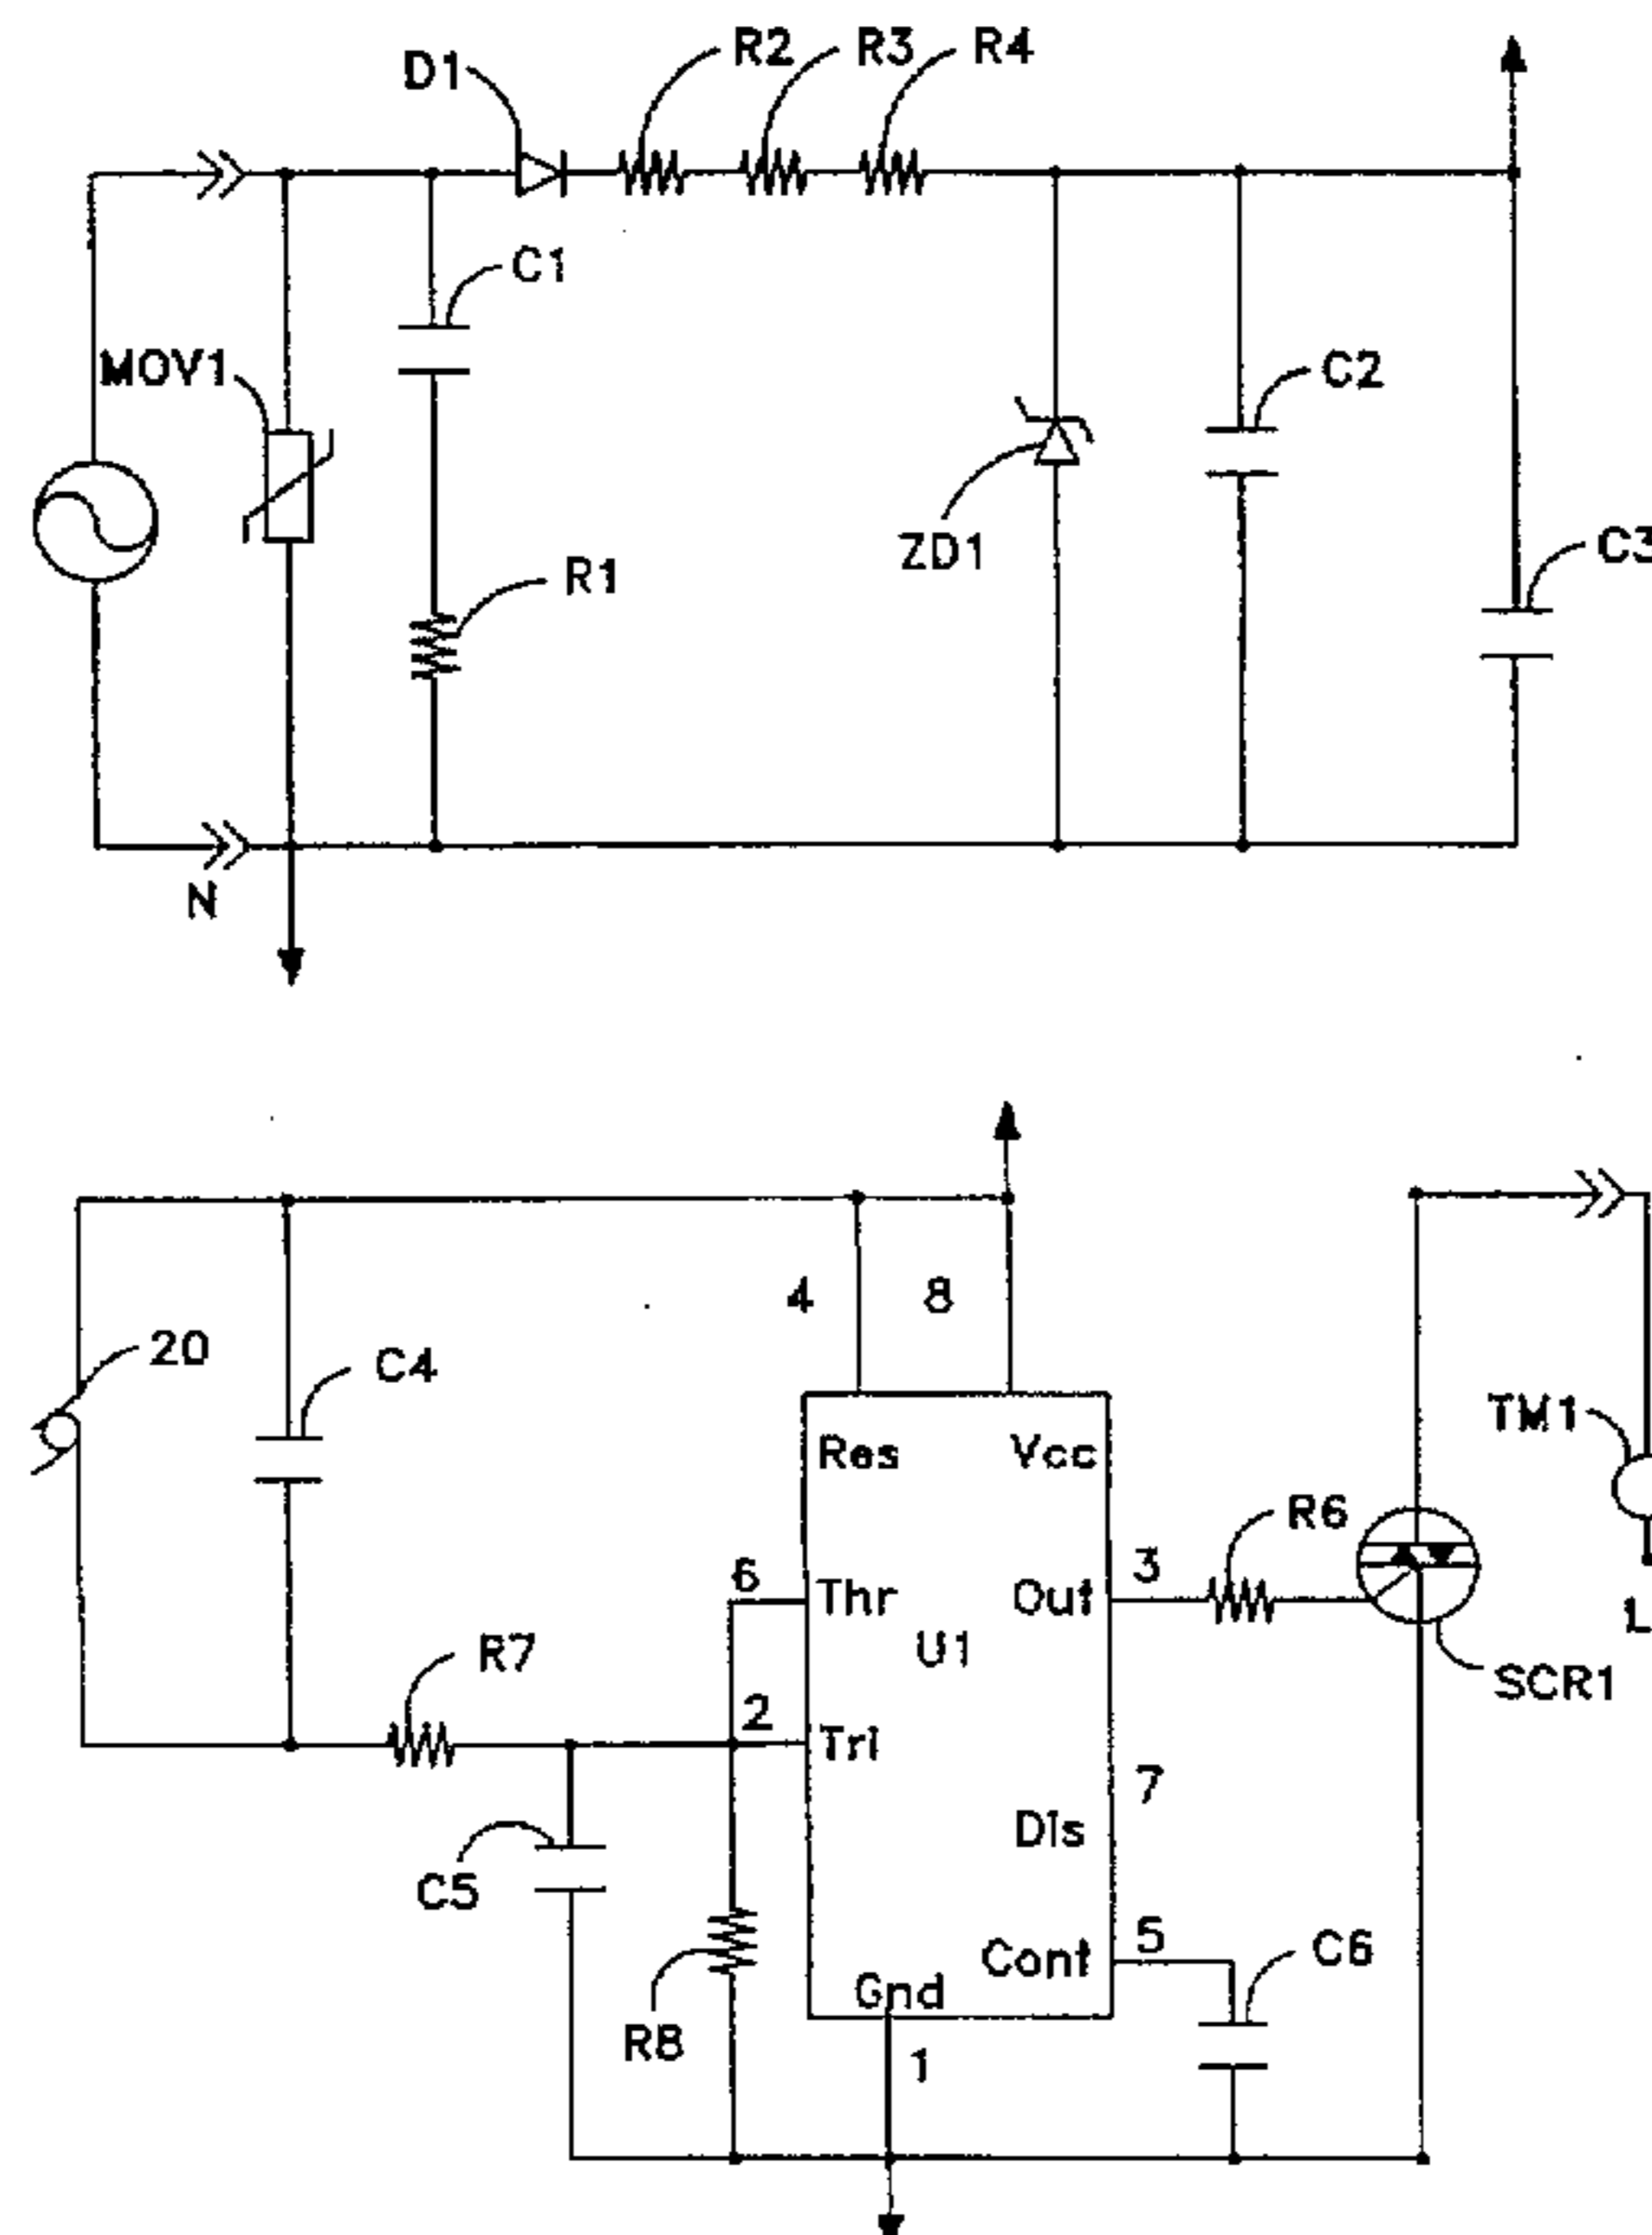 D1 R2 R3 R4
C1
MOV1
C2
ZD1
C3
R1
N
4 8
20
C4
Res Vcc
TM1
R6
6
3
Thr Out
U1
R7
L
SCR1
2
Tri
7
Dis
C5
5
C6
Cont
Gnd
R8
1